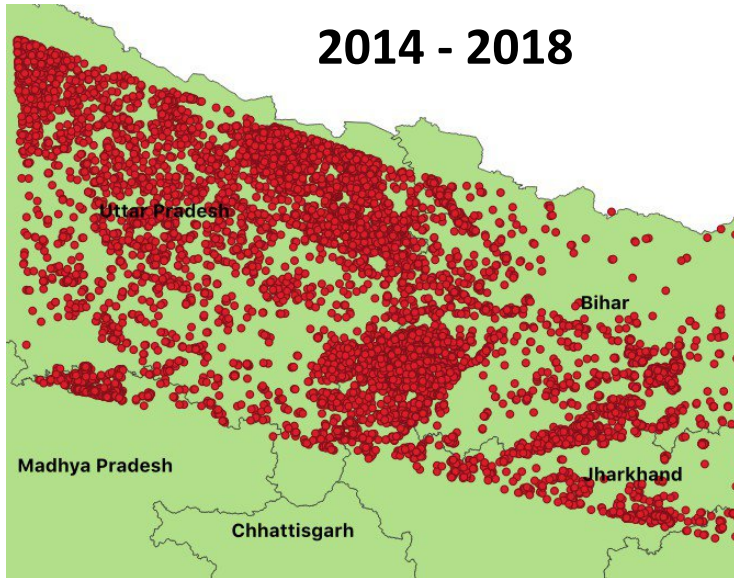 2014 - 2018
Uttar Pradesh
Bihar
Madhya Pradesh
Jharkhand
Chhattisgarh